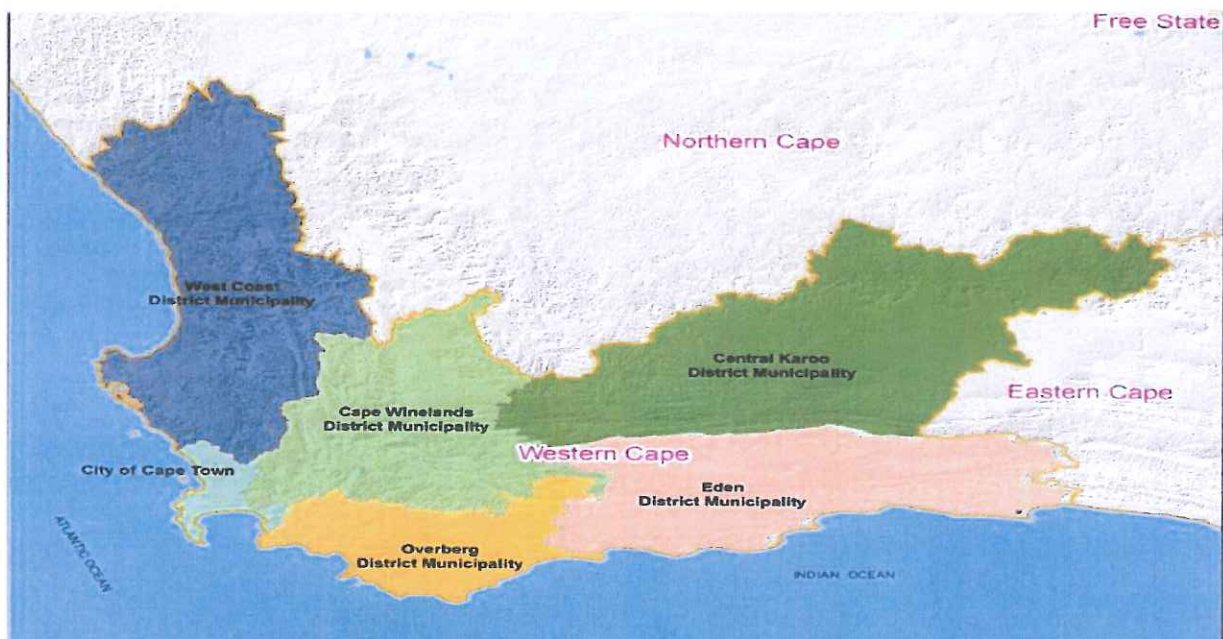 Free State
Northern Cape
West Coast
District Municipality
Central Karoo
District Municipality
Eastern Cape
Cape Winelands
District Municipality
Western Cape
City of Cape Town
Eden
District Municipality
Overberg
District Municipality
ATLANTIC OCEAN
INDIAN OCEAN